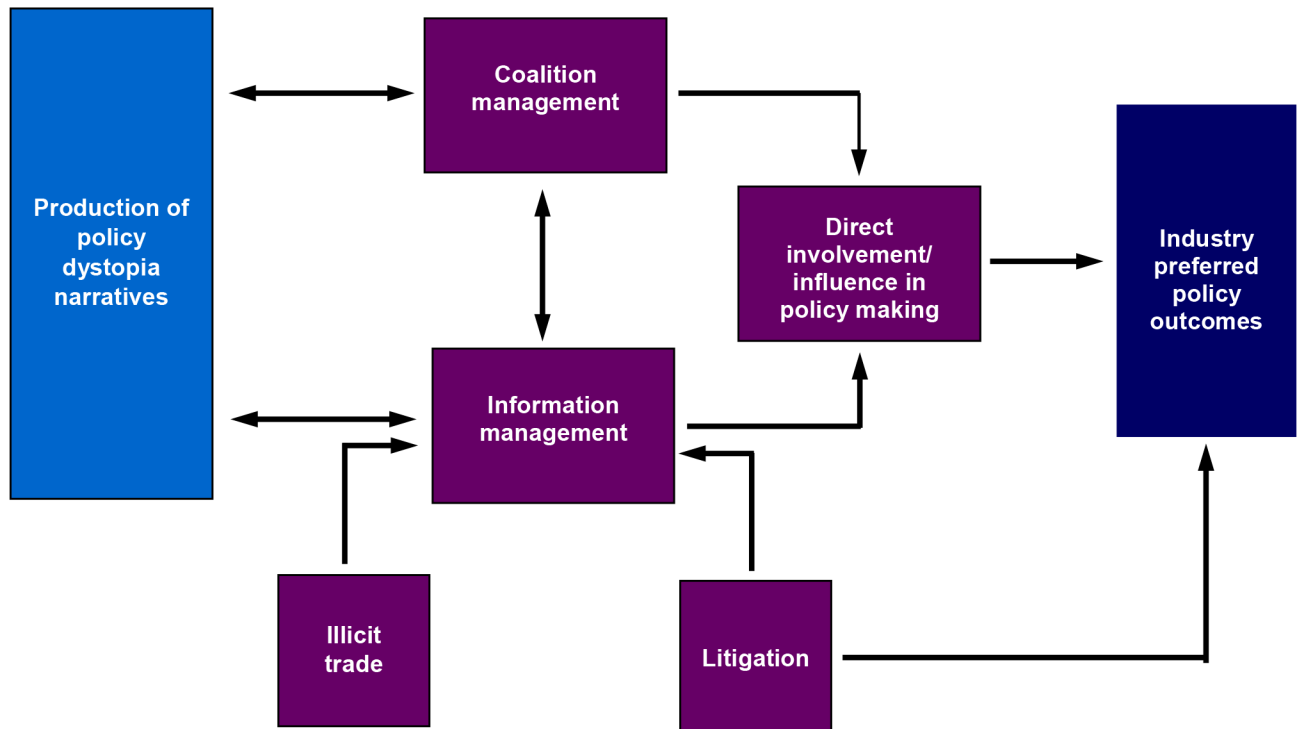 Production of
policy
dystopia
narratives
Coalition
management
Information
management
Direct
involvement/
influence in
policy making
Industry
preferred
policy
outcomes
Illicit
trade
Litigation